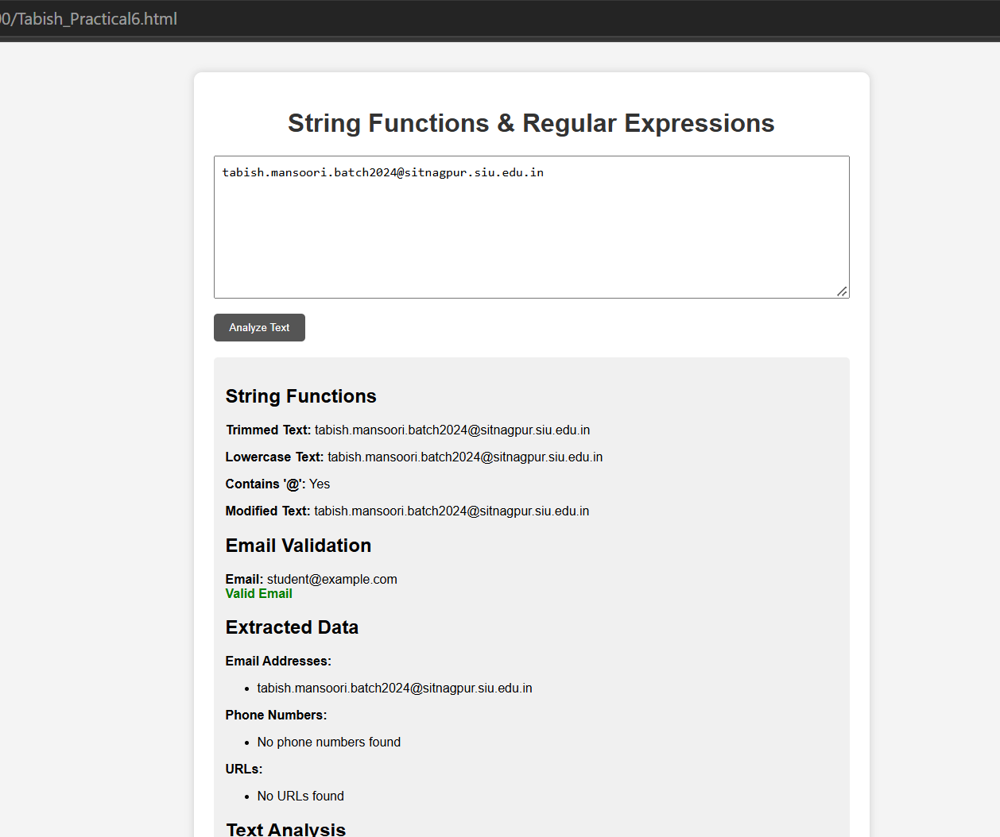 00/Tabish_Practical6.html
String Functions & Regular Expressions
tabish.mansoori.batch2024@sitnagpur.siu.edu.in
Analyze Text
String Functions
Trimmed Text: tabish.mansoori.batch2024@sitnagpur.siu.edu.in
Lowercase Text: tabish.mansoori.batch2024@sitnagpur.siu.edu.in
Contains '@': Yes
Modified Text: tabish.mansoori.batch2024@sitnagpur.siu.edu.in
Email Validation
Email: student@example.com
Valid Email
Extracted Data
Email Addresses:
• tabish.mansoori.batch2024@sitnagpur.siu.edu.in
Phone Numbers:
• No phone numbers found
URLs:
• No URLs found
Text Analysis